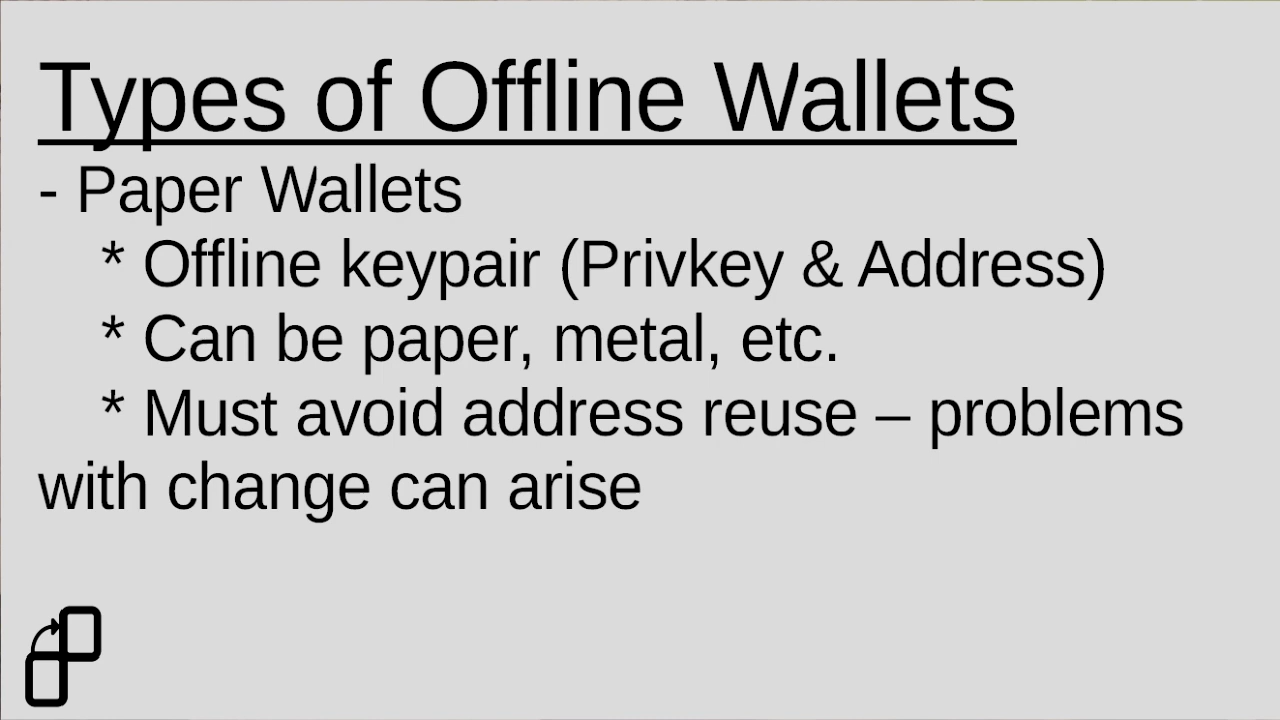 Types of Offline Wallets
- Paper Wallets
* Offline keypair (Privkey & Address)
* Can be paper, metal, etc.
* Must avoid address reuse – problems
with change can arise